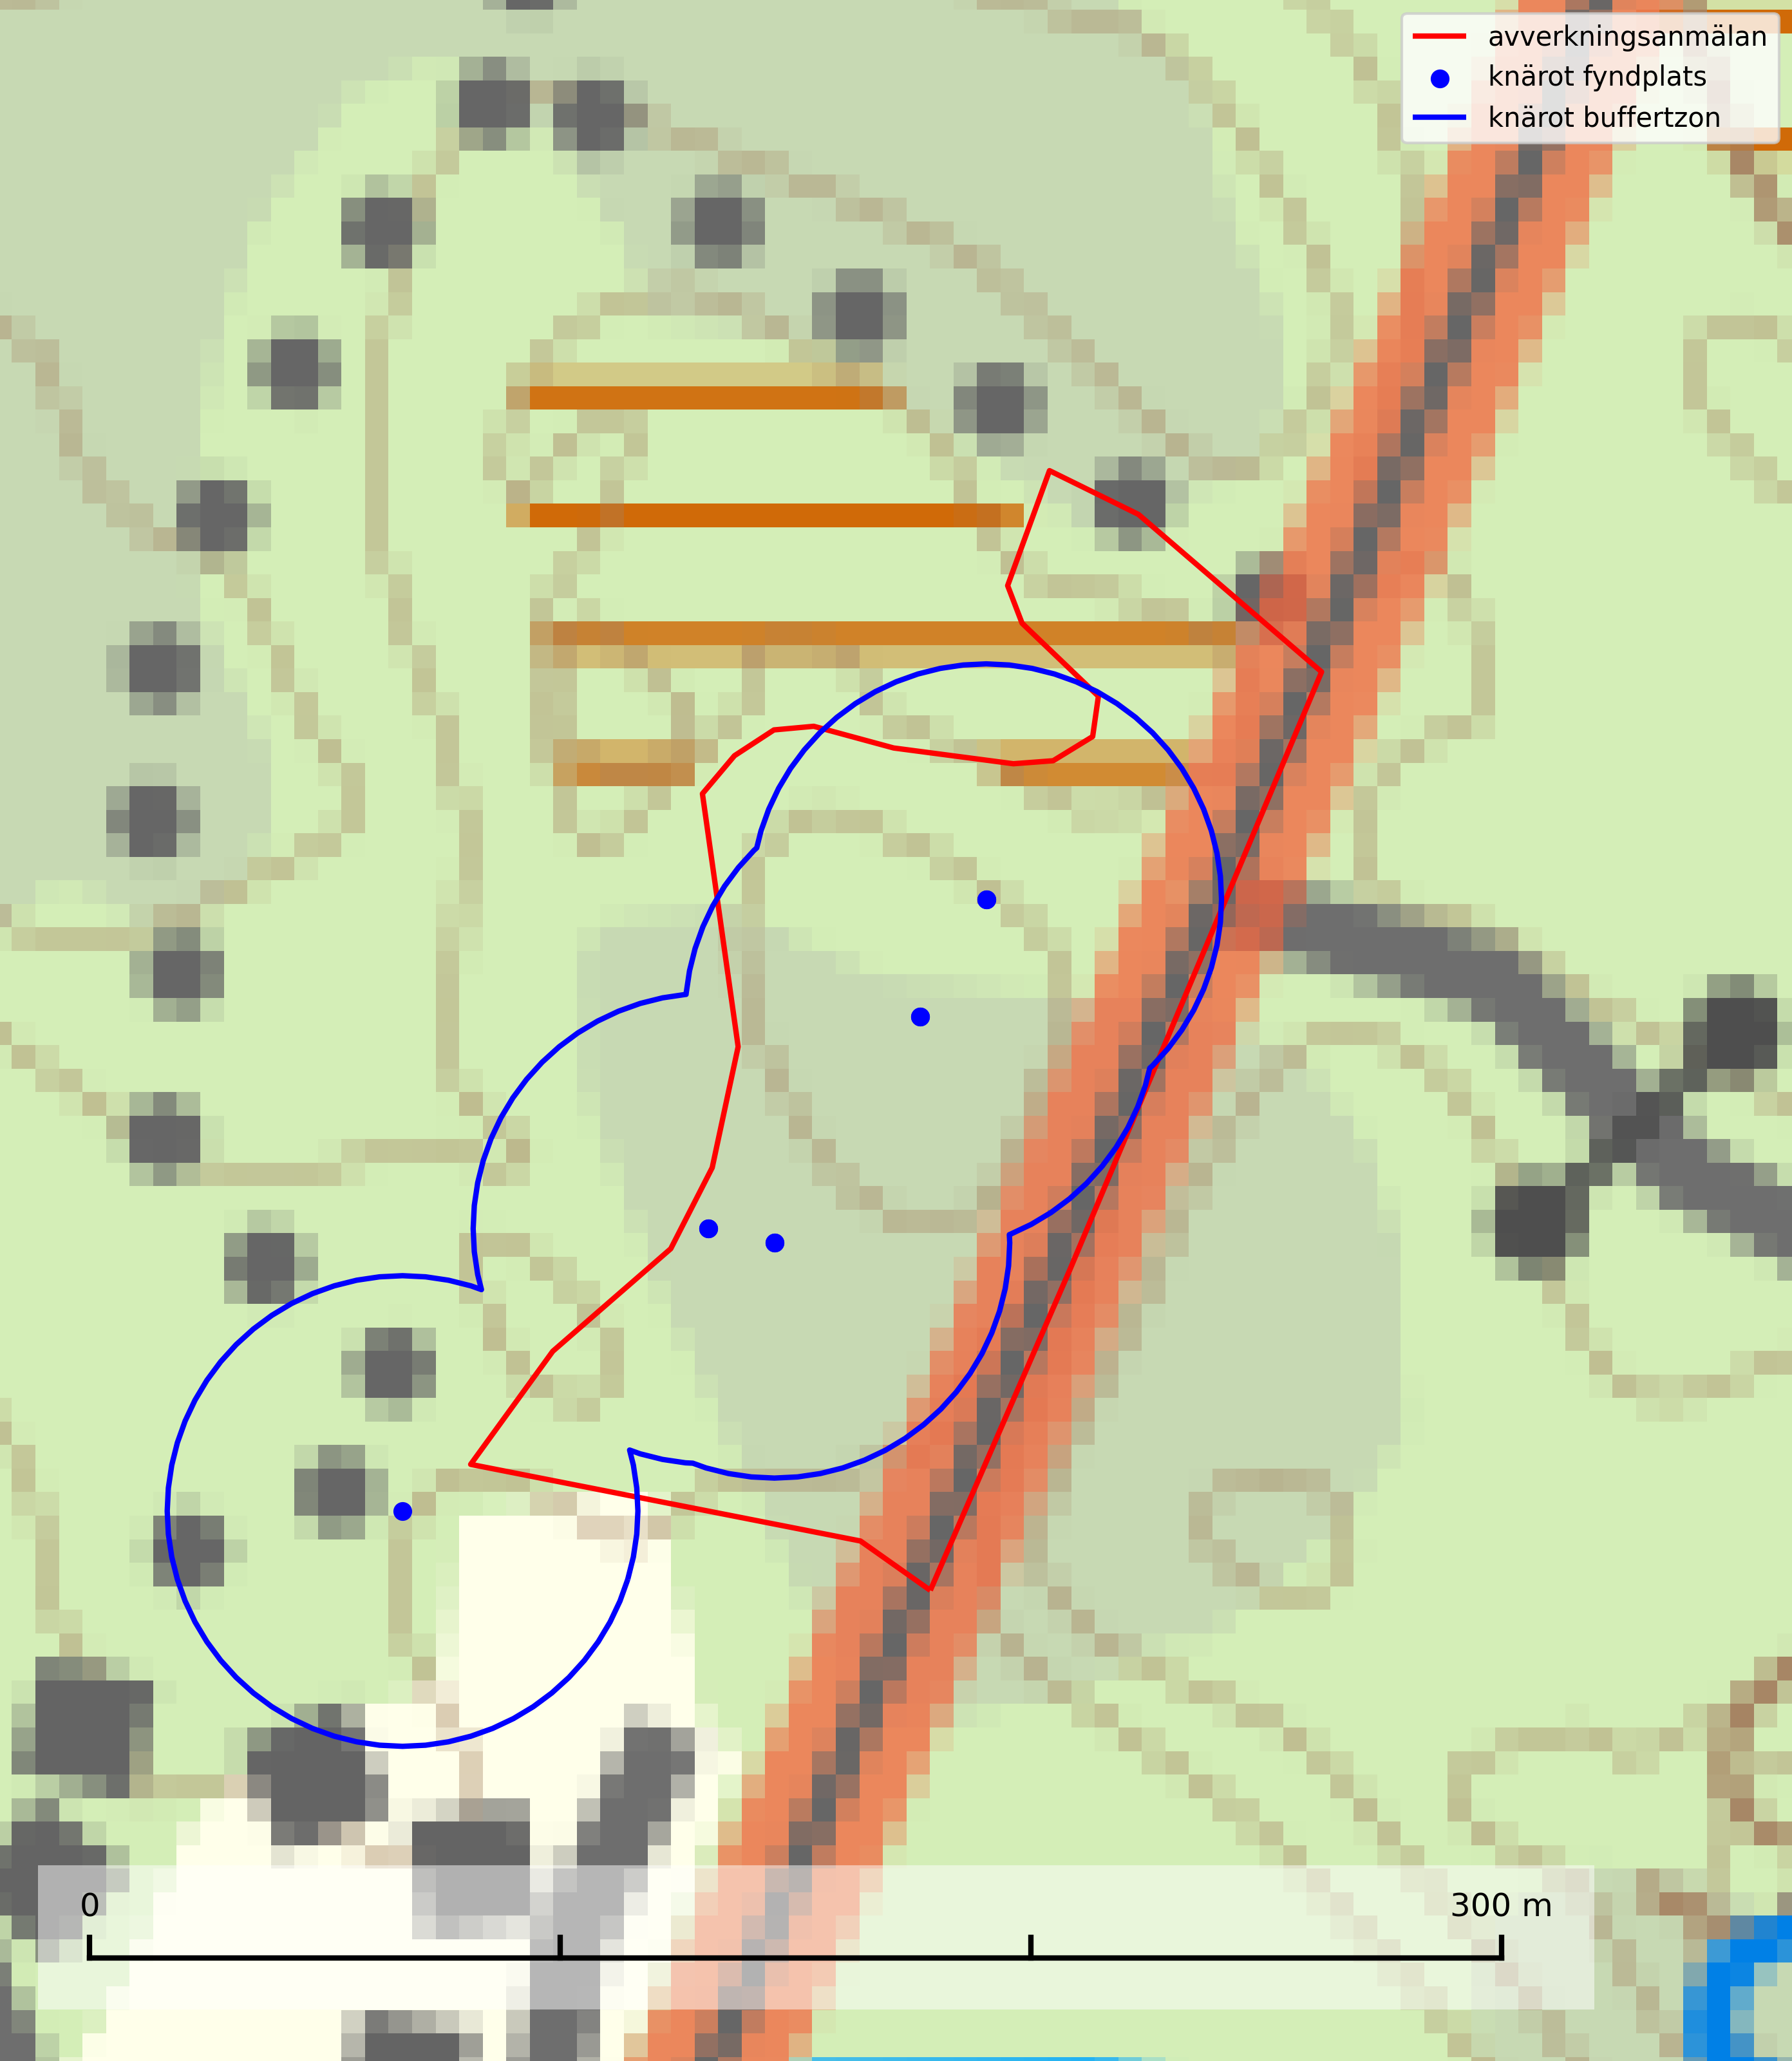 avverkningsanmälan
knärot fyndplats
knärot buffertzon
0
300 m